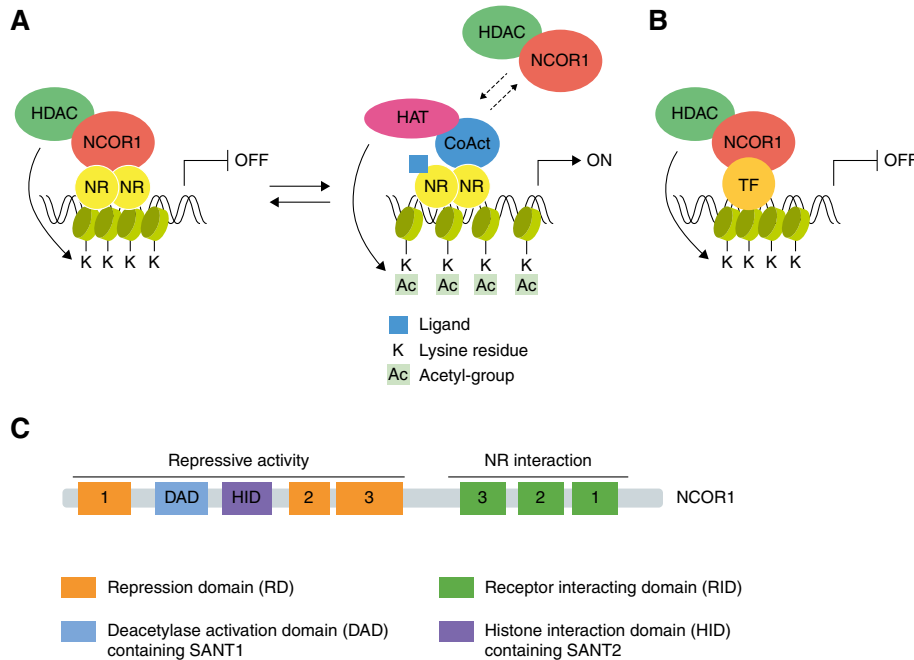 A
HDAC
NCOR1
NR NR
OFF
K K K K
HDAC
NCOR1
HAT
CoAct
NR NR
ON
K K K K
Ac Ac Ac Ac
Ligand
K Lysine residue
Ac Acetyl-group
B
HDAC
NCOR1
TF
OFF
K K K K
C
Repressive activity NR interaction
1 DAD HID 2 3 3 2 1 NCOR1
Repression domain (RD)
Deacetylase activation domain (DAD)
containing SANT1
Receptor interacting domain (RID)
Histone interaction domain (HID)
containing SANT2